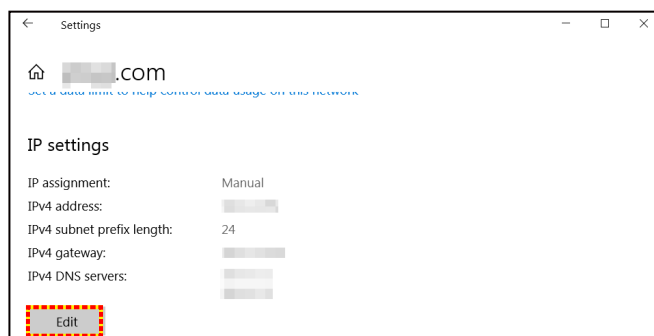 Settings
.com
Set a data limit to help control data usage on this network
IP settings
IP assignment: Manual
IPv4 address:
IPv4 subnet prefix length: 24
IPv4 gateway:
IPv4 DNS servers:
Edit